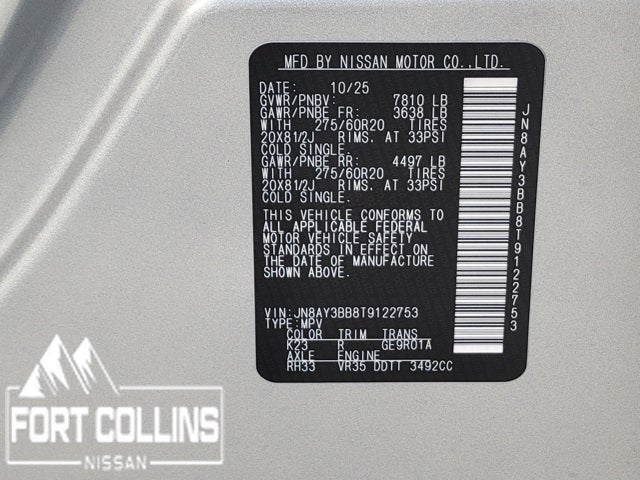 MFD BY NISSAN MOTOR CO.,LTD.
DATE: 10/25
GVWR/PNBV: 7810 LB
GAWR/PNBE FR: 3638 LB
WITH 275/60R20 TIRES
20X81/2J RIMS. AT 33PSI
COLD SINGLE.
GAWR/PNBE RR: 4497 LB
WITH 275/60R20 TIRES
20X81/2J RIMS. AT 33PSI
COLD SINGLE.
THIS VEHICLE CONFORMS TO
ALL APPLICABLE FEDERAL
MOTOR VEHICLE SAFETY
STANDARDS IN EFFECT ON
THE DATE OF MANUFACTURE
SHOWN ABOVE.
VIN:JN8AY3BB8T9122753
TYPE:MPV
COLOR TRIM TRANS
K23 R GE9R01A
AXLE ENGINE
RH33 VR35 DDTT 3492CC
JN8AY3BB8T9122753
FORT COLLINS
NISSAN